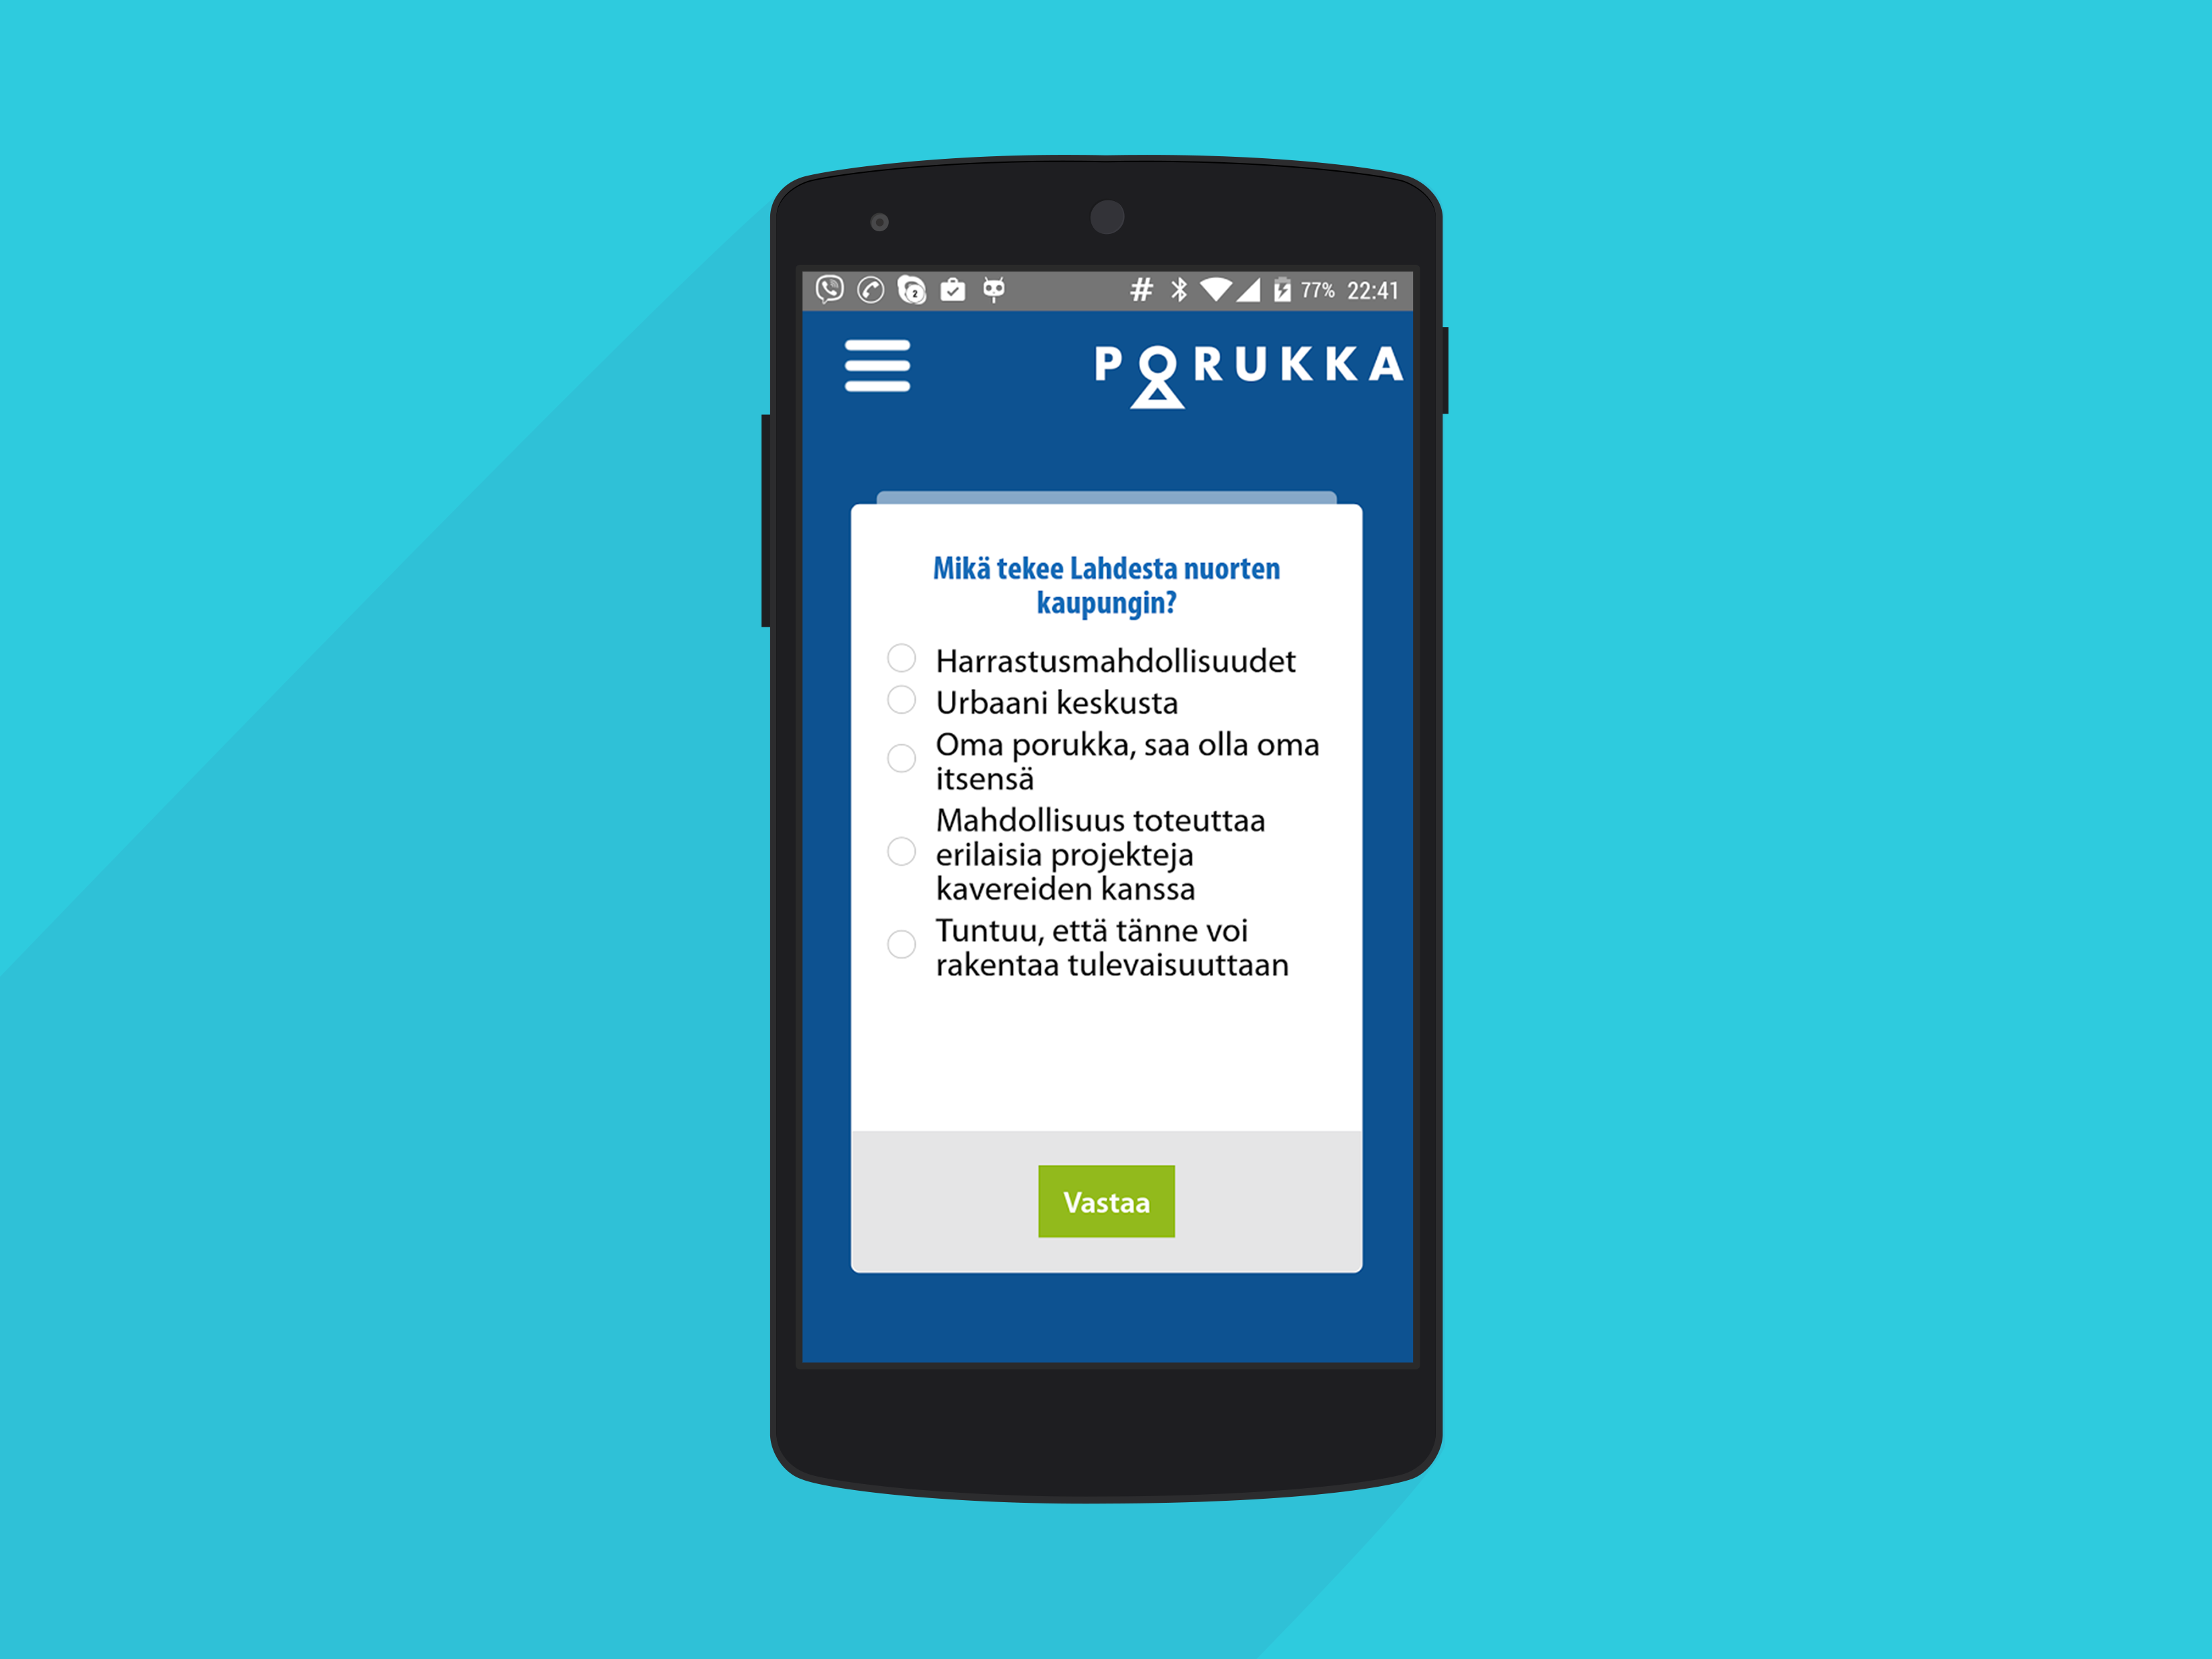 2 # 77% 22:41
PORUKKA
Mikä tekee Lahdesta nuorten
kaupungin?
Harrastusmahdollisuudet
Urbaani keskusta
Oma porukka, saa olla oma
itsensä
Mahdollisuus toteuttaa
erilaisia projekteja
kavereiden kanssa
Tuntuu, että tänne voi
rakentaa tulevaisuuttaan
Vastaa